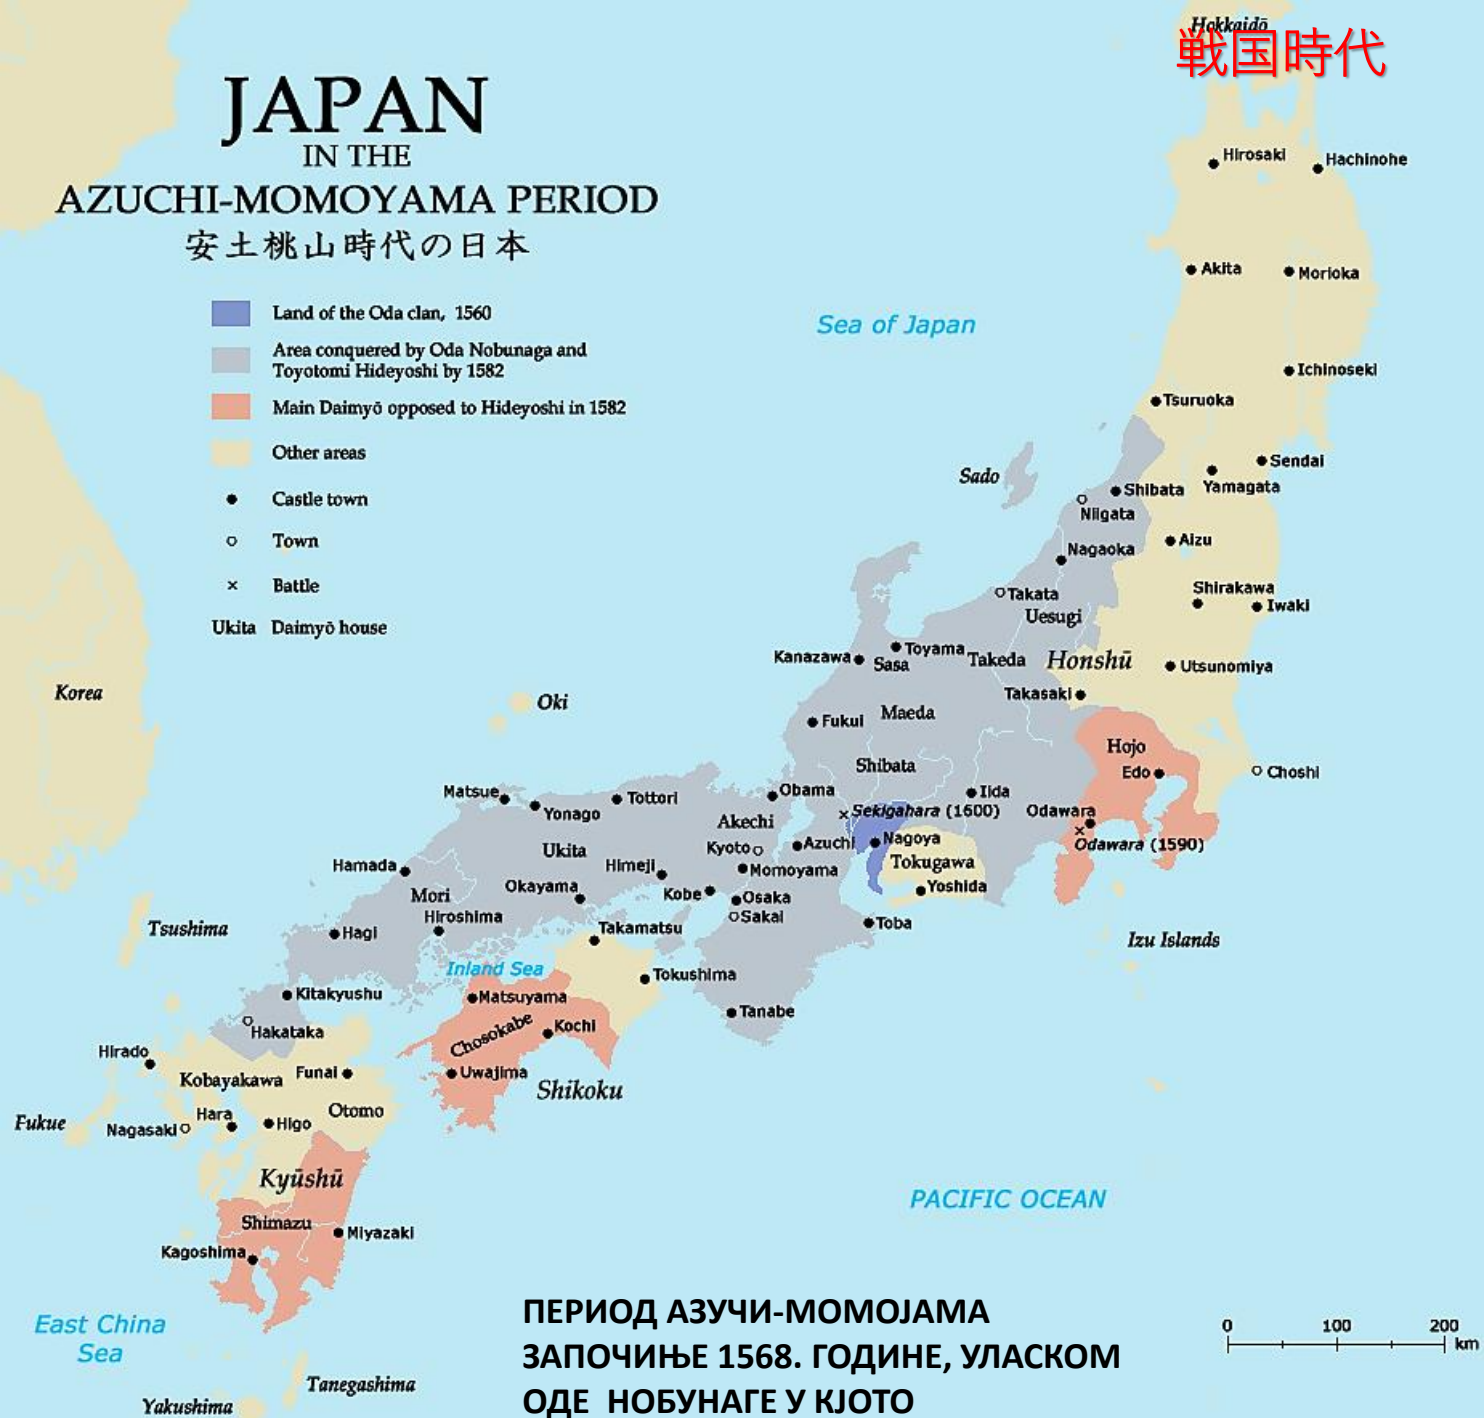 Hokkaidō
戦国時代
JAPAN
IN THE
AZUCHI-MOMOYAMA PERIOD
安土桃山時代の日本
Land of the Oda clan, 1560
Area conquered by Oda Nobunaga and
Toyotomi Hideyoshi by 1582
Main Daimyō opposed to Hideyoshi in 1582
Other areas
Castle town
Town
Battle
Ukita Daimyō house
Hirosaki
Hachinohe
Akita
Morioka
Sea of Japan
Ichinoseki
Tsuruoka
Sendai
Yamagata
Sado
Shibata
Niigata
Aizu
Nagaoka
Shirakawa
Iwaki
Takata
Uesugi
Kanazawa
Toyama
Sasa
Takeda
Honshū
Utsunomiya
Takasaki
Korea
Oki
Fukui
Maeda
Hojo
Edo
Choshi
Shibata
Iida
Odawara
Odawara (1590)
Matsue
Yonago
Tottori
Obama
Sekigahara (1600)
Akechi
Kyoto
Azuchi
Nagoya
Tokugawa
Yoshida
Ukita
Himeji
Momoyama
Hamada
Mori
Okayama
Kobe
Osaka
Sakai
Hiroshima
Toba
Tsushima
Hagi
Takamatsu
Izu Islands
Inland Sea
Tokushima
Kitakyushu
Matsuyama
Tanabe
Hakataka
Chosokabe
Kochi
Hirado
Kobayakawa
Funai
Uwajima
Shikoku
Fukue
Hara
Otomo
Nagasaki
Higo
Kyūshū
PACIFIC OCEAN
Shimazu
Miyazaki
Kagoshima
East China
Sea
ПЕРИОД АЗУЧИ-МОМОЈАМА
ЗАПОЧИЊЕ 1568. ГОДИНЕ, УЛАСКОМ
ОДЕ НОБУНАГЕ У КЈОТО
0 100 200
km
Tanegashima
Yakushima